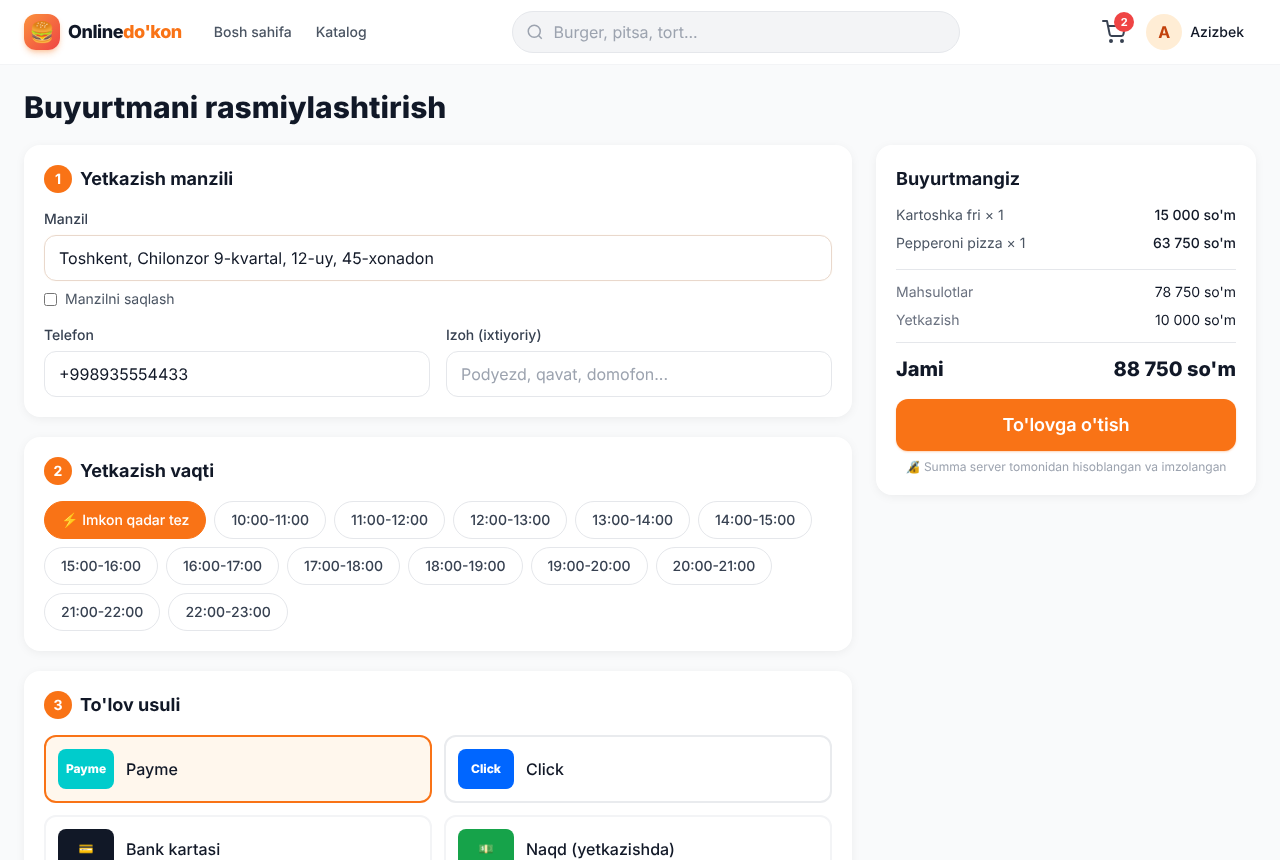 Onlinedo'kon
Bosh sahifa
Katalog
Burger, pitsa, tort...
2
A
Azizbek
Buyurtmani rasmiylashtirish
1 Yetkazish manzili
Manzil
Toshkent, Chilonzor 9-kvartal, 12-uy, 45-xonadon
Manzilni saqlash
Telefon
+998935554433
Izoh (ixtiyoriy)
Podyezd, qavat, domofon...
2 Yetkazish vaqti
⚡ Imkon qadar tez
10:00-11:00
11:00-12:00
12:00-13:00
13:00-14:00
14:00-15:00
15:00-16:00
16:00-17:00
17:00-18:00
18:00-19:00
19:00-20:00
20:00-21:00
21:00-22:00
22:00-23:00
3 To'lov usuli
Payme Payme
Click Click
Bank kartasi
Naqd (yetkazishda)
Buyurtmangiz
Kartoshka fri × 1 15 000 so'm
Pepperoni pizza × 1 63 750 so'm
Mahsulotlar 78 750 so'm
Yetkazish 10 000 so'm
Jami 88 750 so'm
To'lovga o'tish
Summa server tomonidan hisoblangan va imzolangan